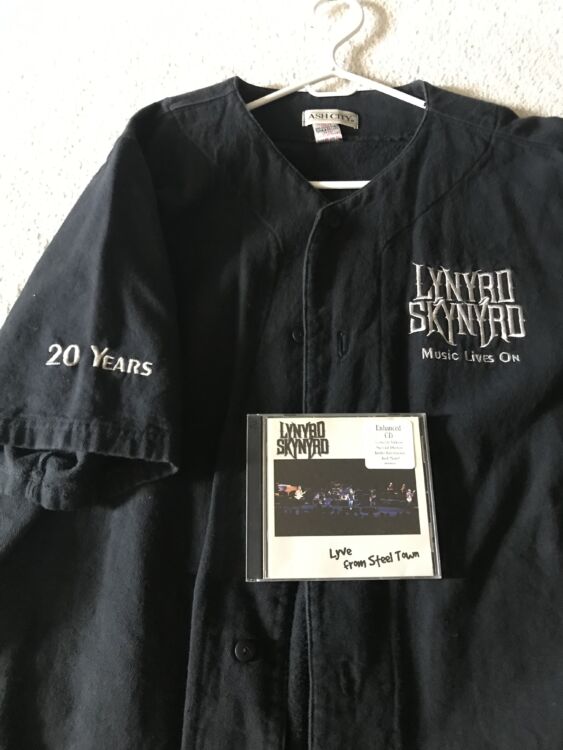 ASH CITY
LYNYRD
SKYNYRD
Music Lives On
20 Years
LYNYRD
SKYNYRD
Enhanced
CD
Lyve
from Steel Town